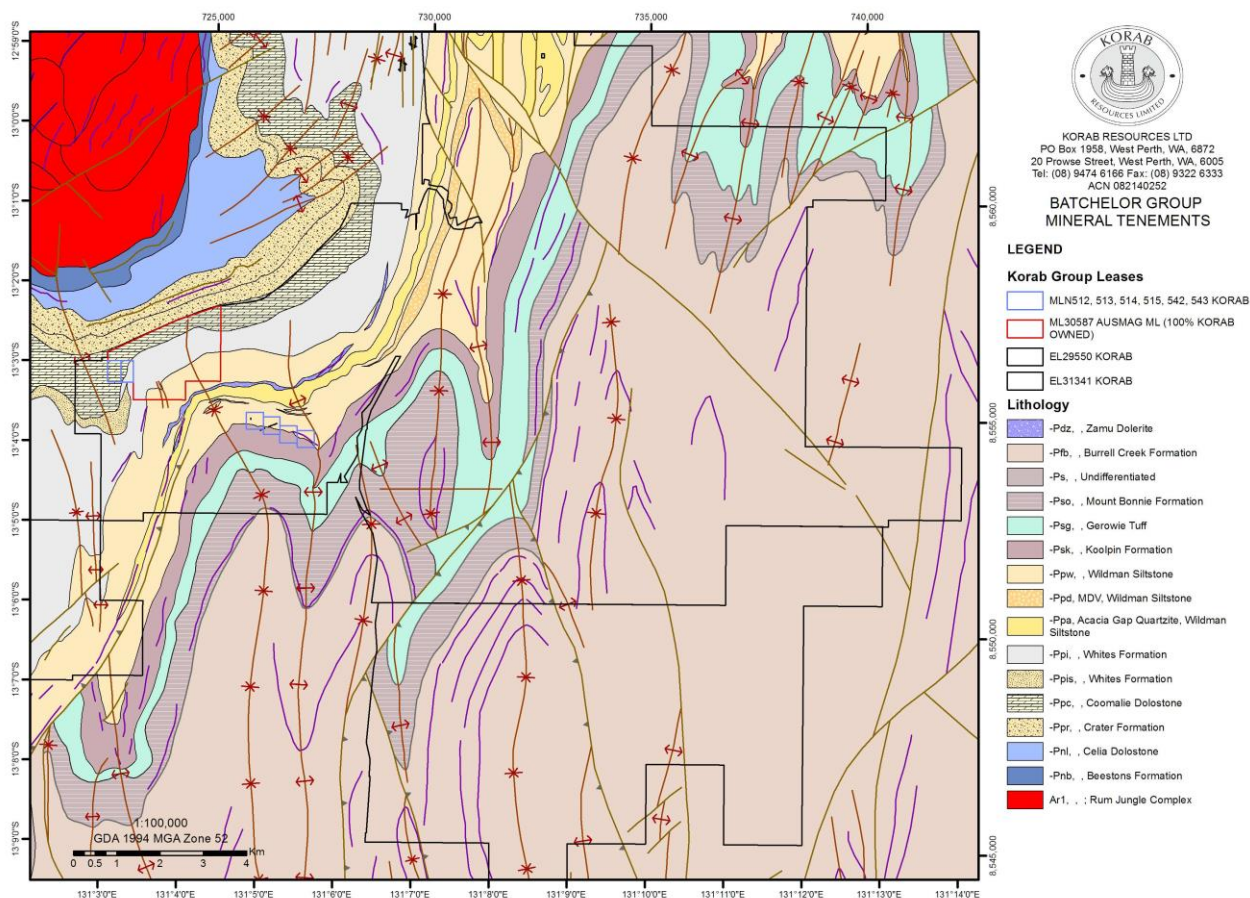 725,000
730,000
735,000
740,000
12°59'0"S
13°0'0"S
13°1'0"S
13°2'0"S
13°3'0"S
13°4'0"S
13°5'0"S
13°6'0"S
13°7'0"S
13°8'0"S
13°9'0"S
8,560,000
8,555,000
8,550,000
8,545,000
1:100,000
GDA 1994 MGA Zone 52
0 0.5 1 2 3 4 Km
131°3'0"E
131°4'0"E
131°5'0"E
131°6'0"E
131°7'0"E
131°8'0"E
131°9'0"E
131°10'0"E
131°11'0"E
131°12'0"E
131°13'0"E
131°14'0"E
KORAB
RESOURCES LIMITED
KORAB RESOURCES LTD
PO Box 1958, West Perth, WA, 6872
20 Prowse Street, West Perth, WA, 6005
Tel: (08) 9474 6166 Fax: (08) 9322 6333
ACN 082140252
BATCHELOR GROUP
MINERAL TENEMENTS
LEGEND
Korab Group Leases
MLN512, 513, 514, 515, 542, 543 KORAB
ML30587 AUSMAG ML (100% KORAB
OWNED)
EL29550 KORAB
EL31341 KORAB
Lithology
-Pdz, , Zamu Dolerite
-Pfb, , Burrell Creek Formation
-Ps, , Undifferentiated
-Pso, , Mount Bonnie Formation
-Psg, , Gerowie Tuff
-Psk, , Koolpin Formation
-Ppw, , Wildman Siltstone
-Ppd, MDV, Wildman Siltstone
-Ppa, Acacia Gap Quartzite, Wildman
Siltstone
-Ppi, , Whites Formation
-Ppis, , Whites Formation
-Ppc, , Coomalie Dolostone
-Ppr, , Crater Formation
-Pnl, , Celia Dolostone
-Pnb, , Beestons Formation
Ar1, , ; Rum Jungle Complex